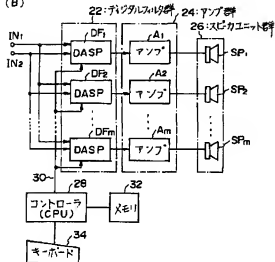 (B)
22:ディジタルフィルタ群
24:アンプ群
26:スピーカユニット群
IN1
IN2
DF1
DASP
A1
アンプ
SP1
DF2
DASP
A2
アンプ
SP2
DFm
DASP
Am
アンプ
SPm
30
28
コントローラ
(CPU)
32
メモリ
34
キーボード